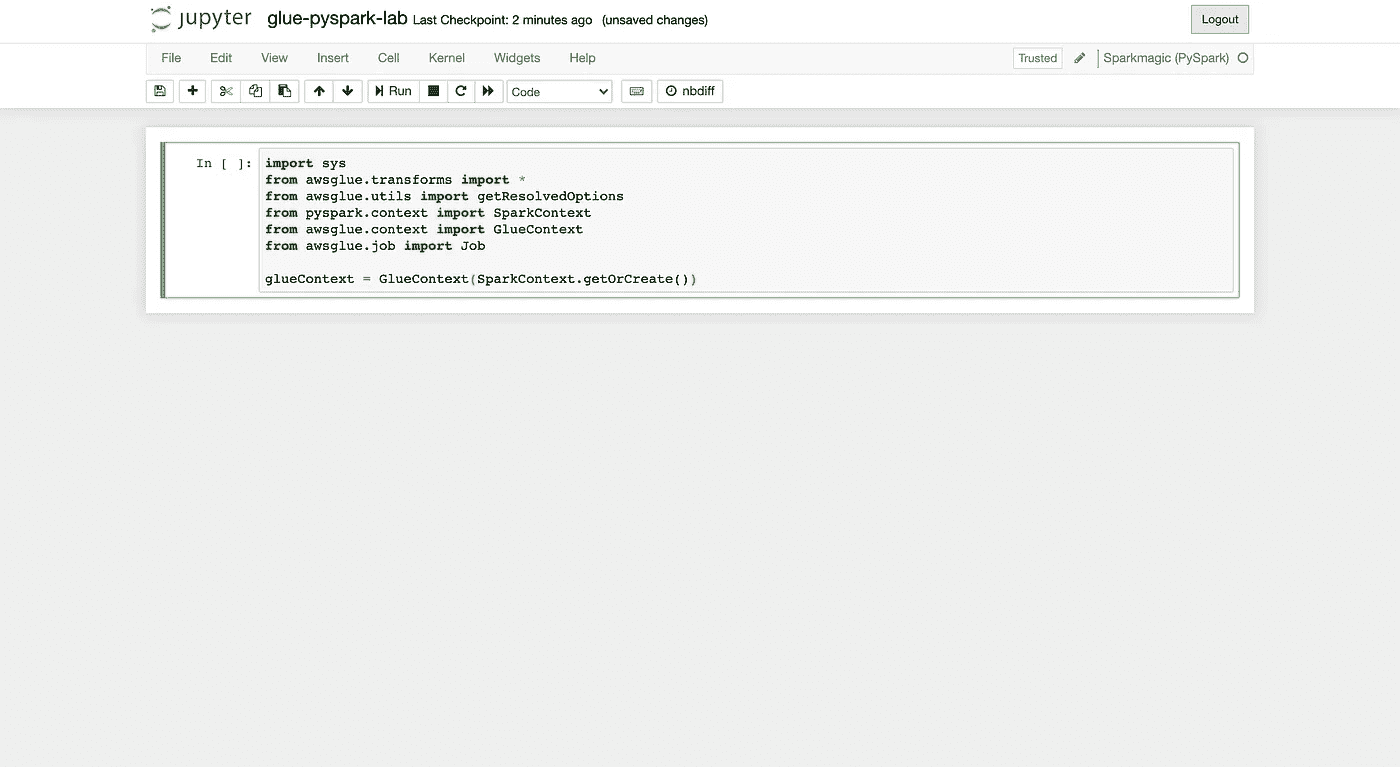 jupyter glue-pyspark-lab Last Checkpoint: 2 minutes ago (unsaved changes) Logout
File Edit View Insert Cell Kernel Widgets Help Trusted Sparkmagic (PySpark)
Run Code nbdiff
In [ ]: import sys
from awsglue.transforms import *
from awsglue.utils import getResolvedOptions
from pyspark.context import SparkContext
from awsglue.context import GlueContext
from awsglue.job import Job
glueContext = GlueContext(SparkContext.getOrCreate())